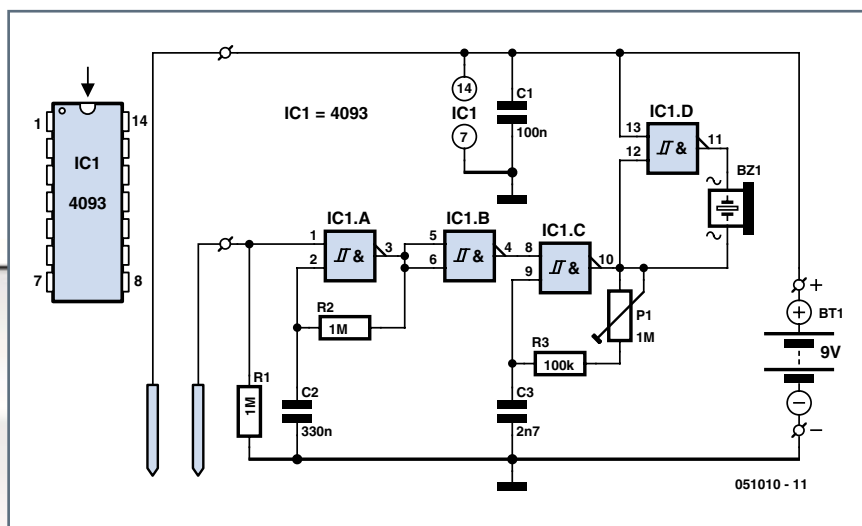 1
14
IC1
4093
7
8
IC1 = 4093
14
IC1
7
C1
100n
IC1.D
13
12
11
&
BZ1
IC1.A
1
2
&
3
IC1.B
5
6
&
4
IC1.C
8
9
&
10
R2
1M
P1
1M
R3
100k
R1
1M
C2
330n
C3
2n7
+
BT1
9V
–
051010 - 11